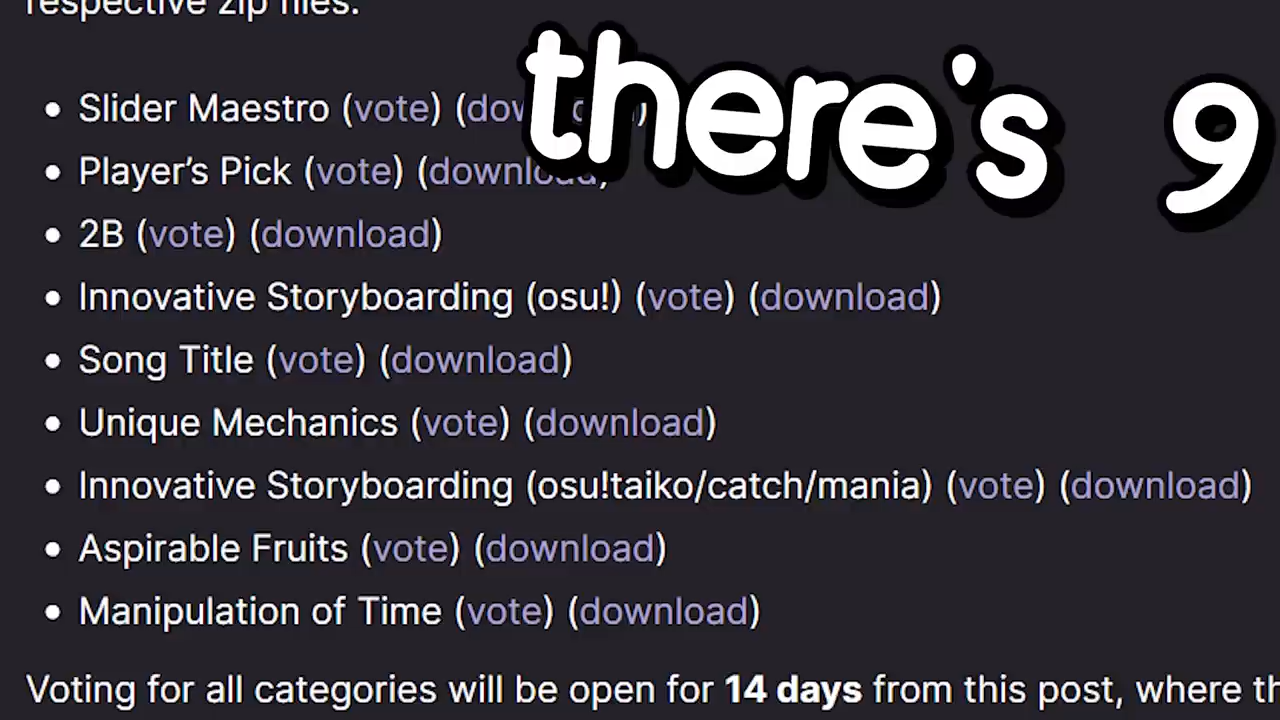 respective zip files.
there's 9
Slider Maestro (vote) (download)
Player’s Pick (vote) (download)
2B (vote) (download)
Innovative Storyboarding (osu!) (vote) (download)
Song Title (vote) (download)
Unique Mechanics (vote) (download)
Innovative Storyboarding (osu!taiko/catch/mania) (vote) (download)
Aspirable Fruits (vote) (download)
Manipulation of Time (vote) (download)
Voting for all categories will be open for 14 days from this post, where